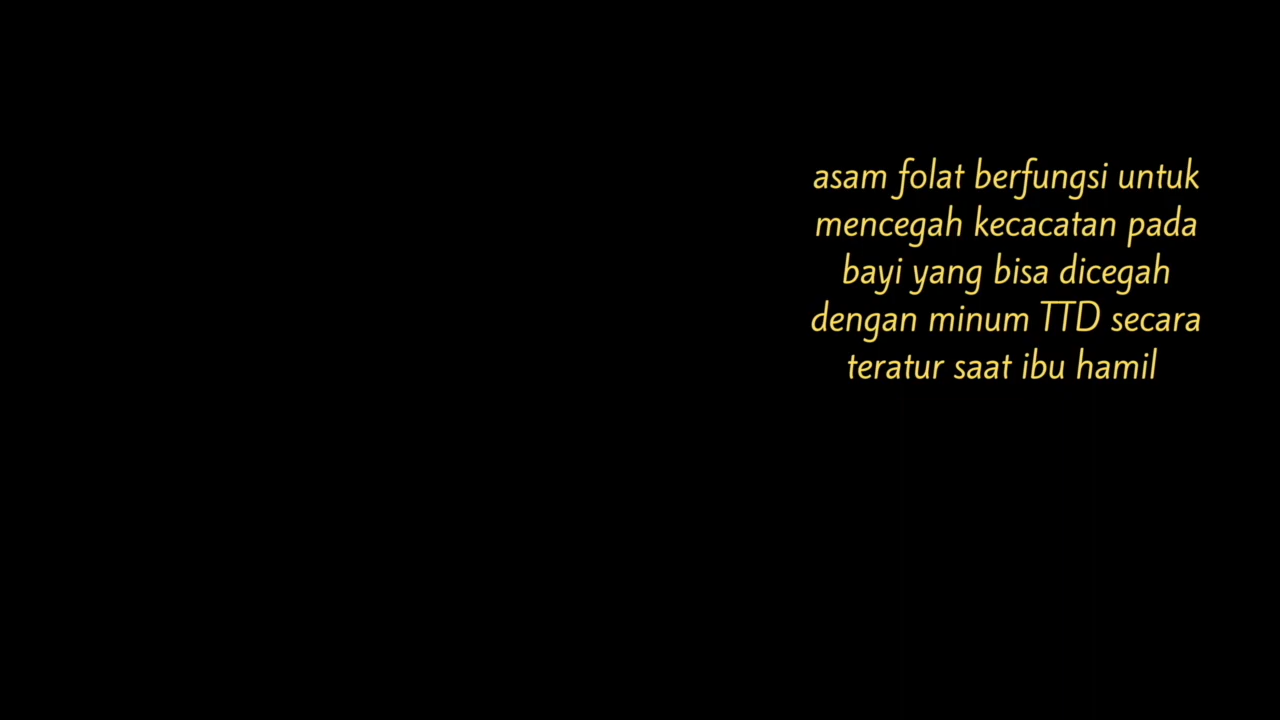 asam folat berfungsi untuk
mencegah kecacatan pada
bayi yang bisa dicegah
dengan minum TTD secara
teratur saat ibu hamil